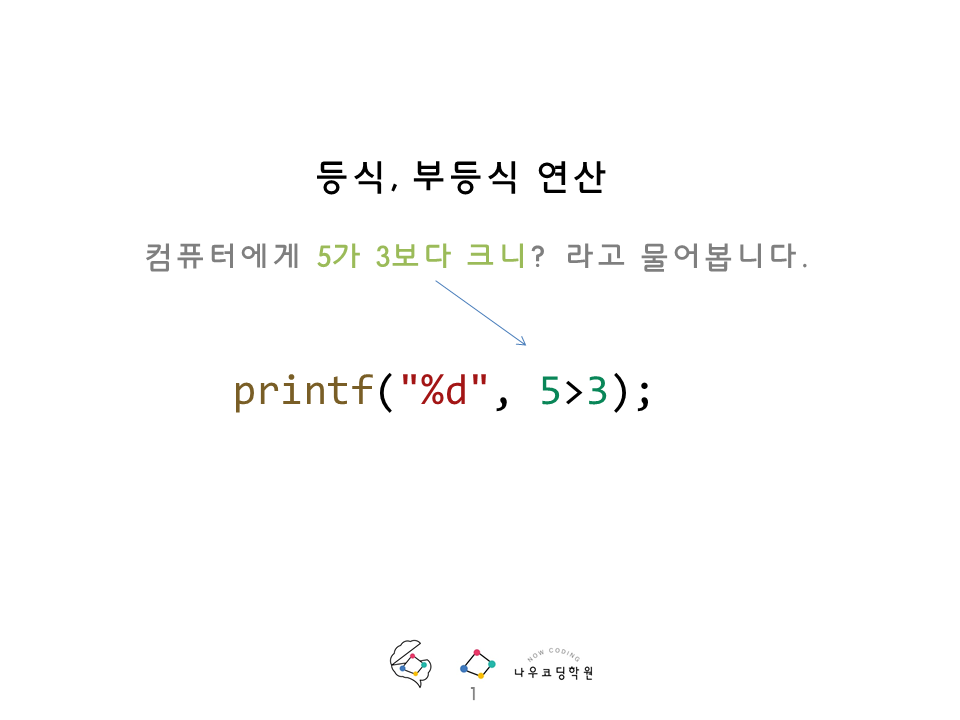 등식, 부등식 연산
컴퓨터에게 5가 3보다 크니? 라고 물어봅니다.
printf("%d", 5>3);
NOW CODING
나우코딩학원
1